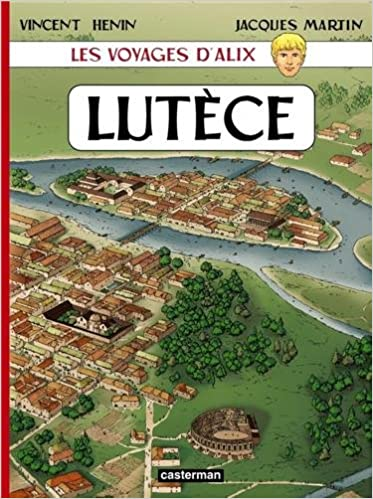 VINCENT HENIN JACQUES MARTIN
LES VOYAGES D'ALIX
LUTÈCE
casterman